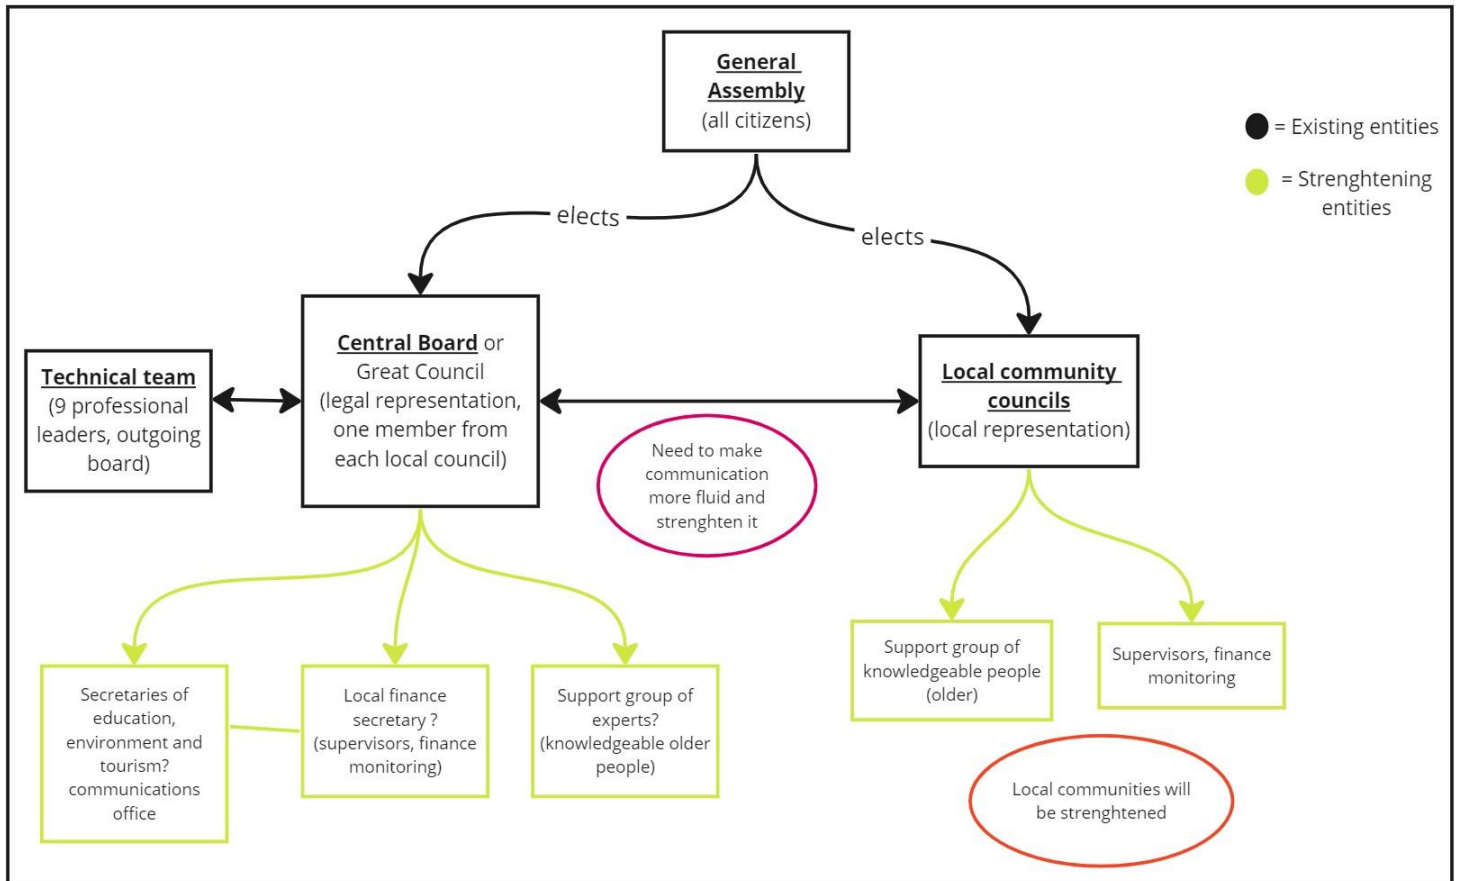 General
Assembly
(all citizens)
= Existing entities
= Strenghtening
entities
elects
elects
Central Board or
Great Council
(legal representation,
one member from
each local council)
Technical team
(9 professional
leaders, outgoing
board)
Local community
councils
(local representation)
Need to make
communication
more fluid and
strenghten it
Secretaries of
education,
environment and
tourism?
communications
office
Local finance
secretary ?
(supervisors, finance
monitoring)
Support group of
experts?
(knowledgeable older
people)
Support group of
knowledgeable people
(older)
Supervisors, finance
monitoring
Local communities will
be strenghtened